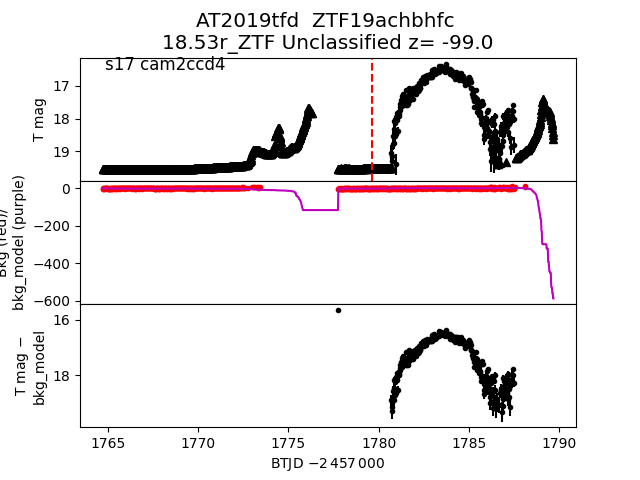 AT2019tfd  ZTF19achbhfc
18.53r_ZTF Unclassified z= -99.0
s17 cam2ccd4
T mag
17
18
19
Bkg (red)/
bkg_model (purple)
0
−200
−400
−600
T mag −
bkg_model
16
18
1765 1770 1775 1780 1785 1790
BTJD −2 457 000